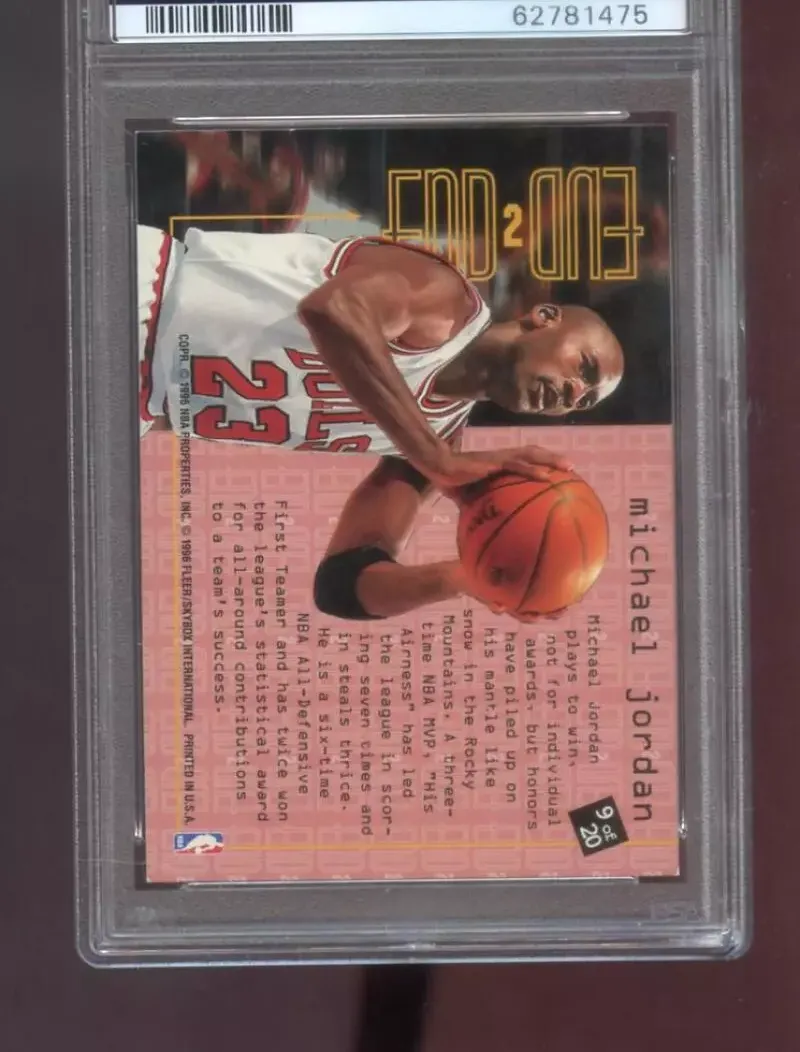 62781475
END 2 END
BULLS
23
michael jordan
9 of 20
Michael Jordan
plays to win,
not for individual
awards, but honors
have piled up on
his mantle like
snow in the Rocky
Mountains. A three-
time NBA MVP, "His
Airness" has led
the league in scor-
ing seven times and
in steals thrice.
He is a six-time
NBA All-Defensive
First Teamer and has twice won
the league's statistical award
for all-around contributions
to a team's success.
COPR. © 1996 NBA PROPERTIES, INC. © 1996 FLEER/SKYBOX INTERNATIONAL. PRINTED IN U.S.A.
NBA